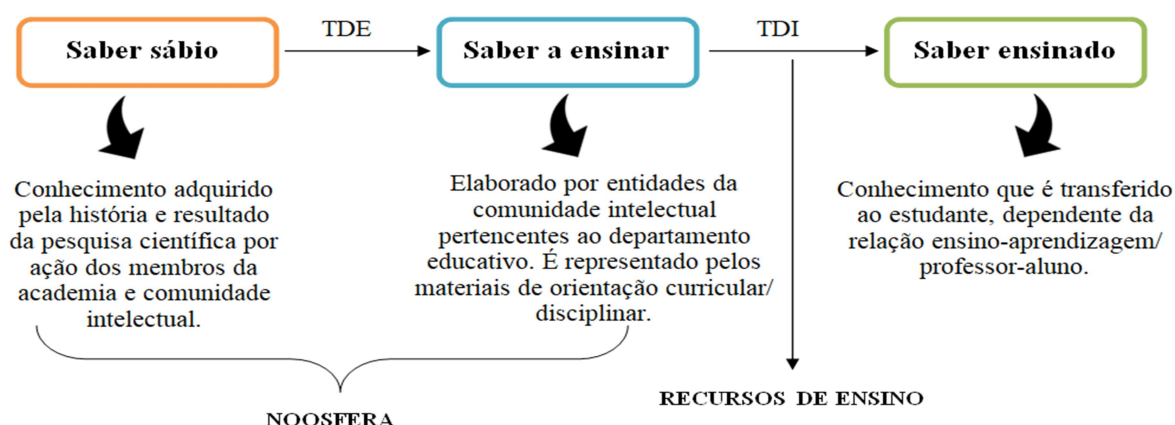 TDE
TDI
Saber sábio
Saber a ensinar
Saber ensinado
Conhecimento adquirido
pela história e resultado
da pesquisa científica por
ação dos membros da
academia e comunidade
intelectual.
Elaborado por entidades da
comunidade intelectual
pertencentes ao departamento
educativo. É representado pelos
materiais de orientação curricular/
disciplinar.
Conhecimento que é transferido
ao estudante, dependente da
relação ensino-aprendizagem/
professor-aluno.
RECURSOS DE ENSINO
NOOSFERA